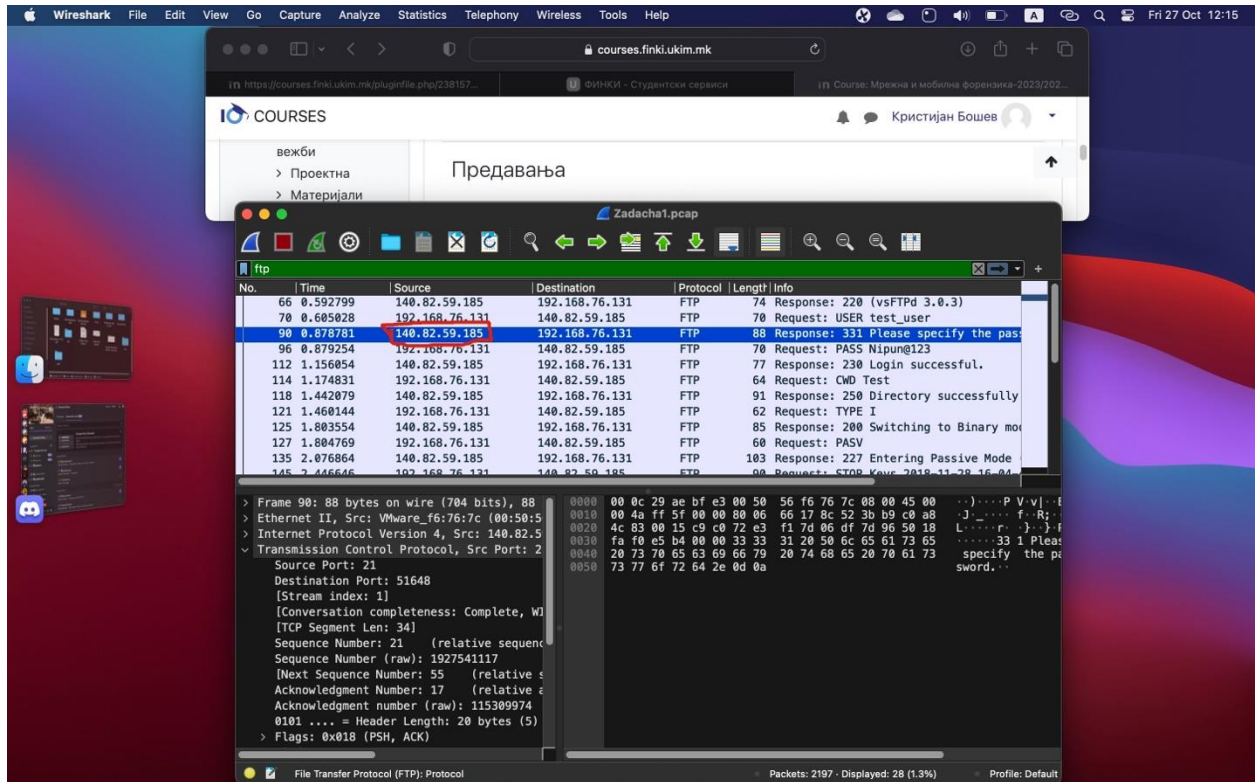 Wireshark File Edit View Go Capture Analyze Statistics Telephony Wireless Tools Help A Fri 27 Oct 12:15
courses.finki.ukim.mk
https://courses.finki.ukim.mk/pluginfile.php/238157... ФИНКИ - Студентски сервиси Course: Мрежна и мобилна форензика-2023/202...
COURSES Кристијан Бошев
вежби
> Проектна
> Материјали
Предавања
Zadacha1.pcap
ftp
No. Time Source Destination Protocol Length Info
66 0.592799 140.82.59.185 192.168.76.131 FTP 74 Response: 220 (vsFTPd 3.0.3)
70 0.605028 192.168.76.131 140.82.59.185 FTP 70 Request: USER test_user
90 0.878781 140.82.59.185 192.168.76.131 FTP 88 Response: 331 Please specify the pas
96 0.879254 192.168.76.131 140.82.59.185 FTP 70 Request: PASS Nipun@123
112 1.156054 140.82.59.185 192.168.76.131 FTP 77 Response: 230 Login successful.
114 1.174831 192.168.76.131 140.82.59.185 FTP 64 Request: CWD Test
118 1.442079 140.82.59.185 192.168.76.131 FTP 91 Response: 250 Directory successfully
121 1.460144 192.168.76.131 140.82.59.185 FTP 62 Request: TYPE I
125 1.803554 140.82.59.185 192.168.76.131 FTP 85 Response: 200 Switching to Binary mo
127 1.804769 192.168.76.131 140.82.59.185 FTP 60 Request: PASV
135 2.076864 140.82.59.185 192.168.76.131 FTP 103 Response: 227 Entering Passive Mode
145 2.446646 192.168.76.131 140.82.59.185 FTP 90 Request: STOR Keys_2018-11-28_16-04-
> Frame 90: 88 bytes on wire (704 bits), 88
> Ethernet II, Src: VMware_f6:76:7c (00:50:5
> Internet Protocol Version 4, Src: 140.82.5
Transmission Control Protocol, Src Port: 2
Source Port: 21
Destination Port: 51648
[Stream index: 1]
[Conversation completeness: Complete, WI
[TCP Segment Len: 34]
Sequence Number: 21 (relative sequenc
Sequence Number (raw): 1927541117
[Next Sequence Number: 55 (relative s
Acknowledgment Number: 17 (relative a
Acknowledgment number (raw): 115309974
0101 .... = Header Length: 20 bytes (5)
> Flags: 0x018 (PSH, ACK)
0000 00 0c 29 ae bf e3 00 50 56 f6 76 7c 08 00 45 00 ··)····P V·v|··E
0010 00 4a ff 5f 00 00 80 06 66 17 8c 52 3b b9 c0 a8 ·J·_···· f··R;··
0020 4c 83 00 15 c9 c0 72 e3 f1 7d 06 df 7d 96 50 18 L·····r· ·}··}·P
0030 fa f0 e5 b4 00 00 33 33 31 20 50 6c 65 61 73 65 ······33 1 Pleas
0040 20 73 70 65 63 69 66 79 20 74 68 65 20 70 61 73 specify the pa
0050 73 77 6f 72 64 2e 0d 0a sword.··
File Transfer Protocol (FTP): Protocol Packets: 2197 · Displayed: 28 (1.3%) Profile: Default